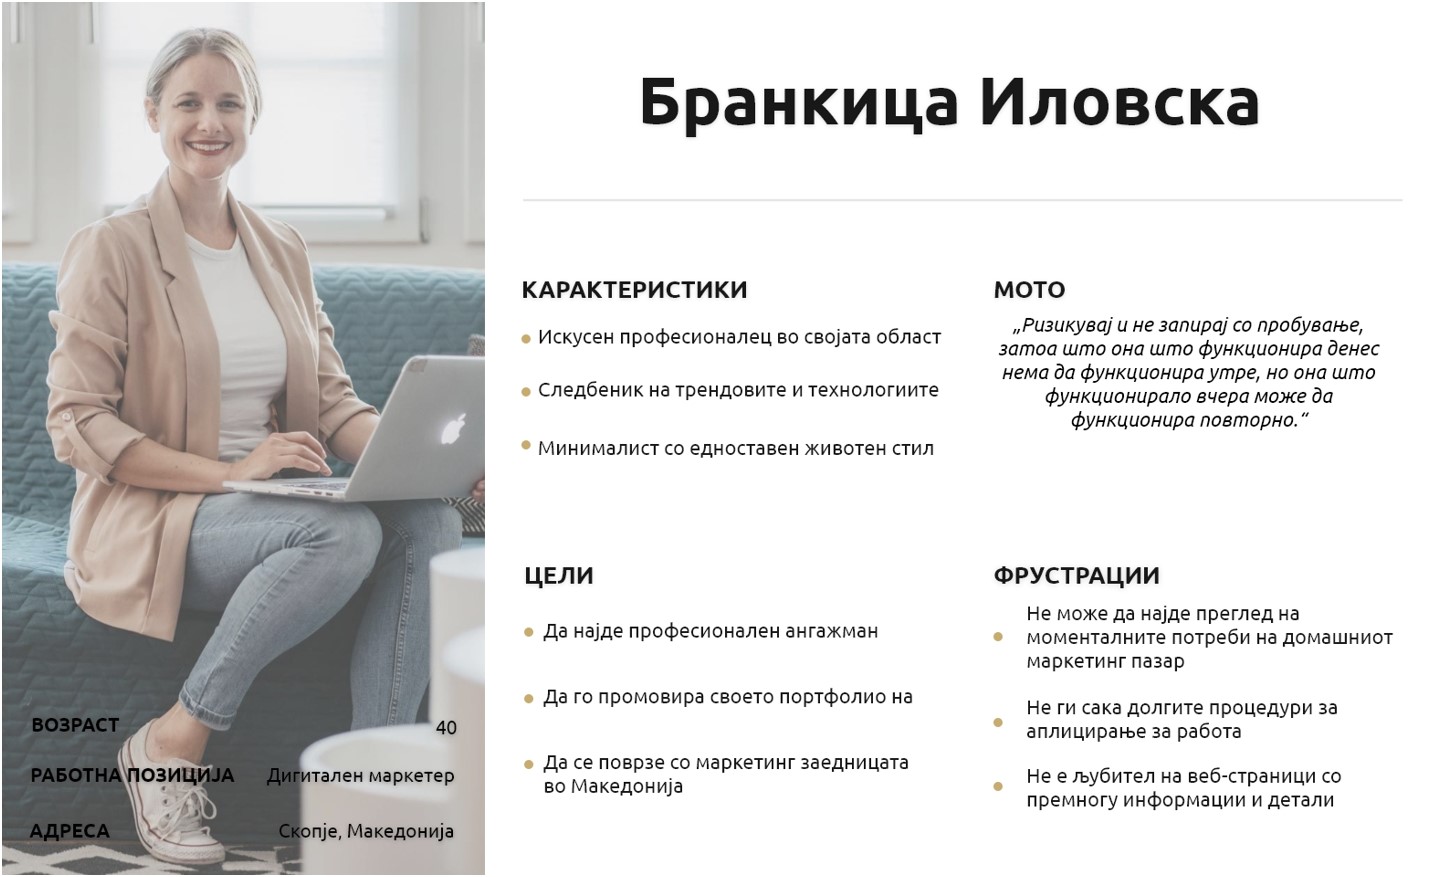 Бранкица Иловска
КАРАКТЕРИСТИКИ
Искусен професионалец во својата област
Следбеник на трендовите и технологиите
Минималист со едноставен животен стил
МОТО
„Ризикувај и не запирај со пробување,
затоа што она што функционира денес
нема да функционира утре, но она што
функционирало вчера може да
функционира повторно.“
ЦЕЛИ
Да најде професионален ангажман
Да го промовира своето портфолио на
Да се поврзе со маркетинг заедницата
во Македонија
ФРУСТРАЦИИ
Не може да најде преглед на
моменталните потреби на домашниот
маркетинг пазар
Не ги сака долгите процедури за
аплицирање за работа
Не е љубител на веб-страници со
премногу информации и детали
ВОЗРАСТ 40
РАБОТНА ПОЗИЦИЈА Дигитален маркетер
АДРЕСА Скопје, Македонија